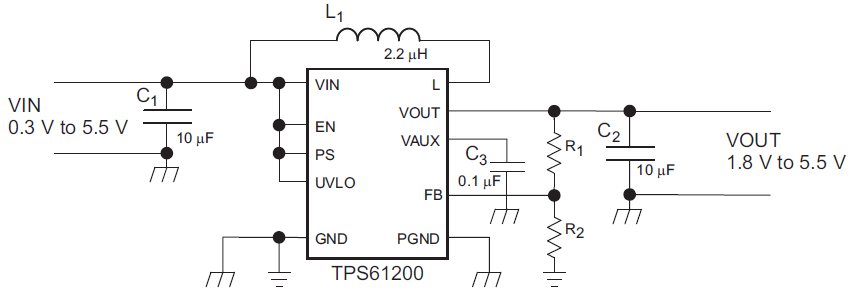 L1
2.2 µH
VIN
0.3 V to 5.5 V
C1
10 µF
VIN
EN
PS
UVLO
GND
L
VOUT
VAUX
FB
PGND
TPS61200
C3
0.1 µF
R1
R2
C2
10 µF
VOUT
1.8 V to 5.5 V